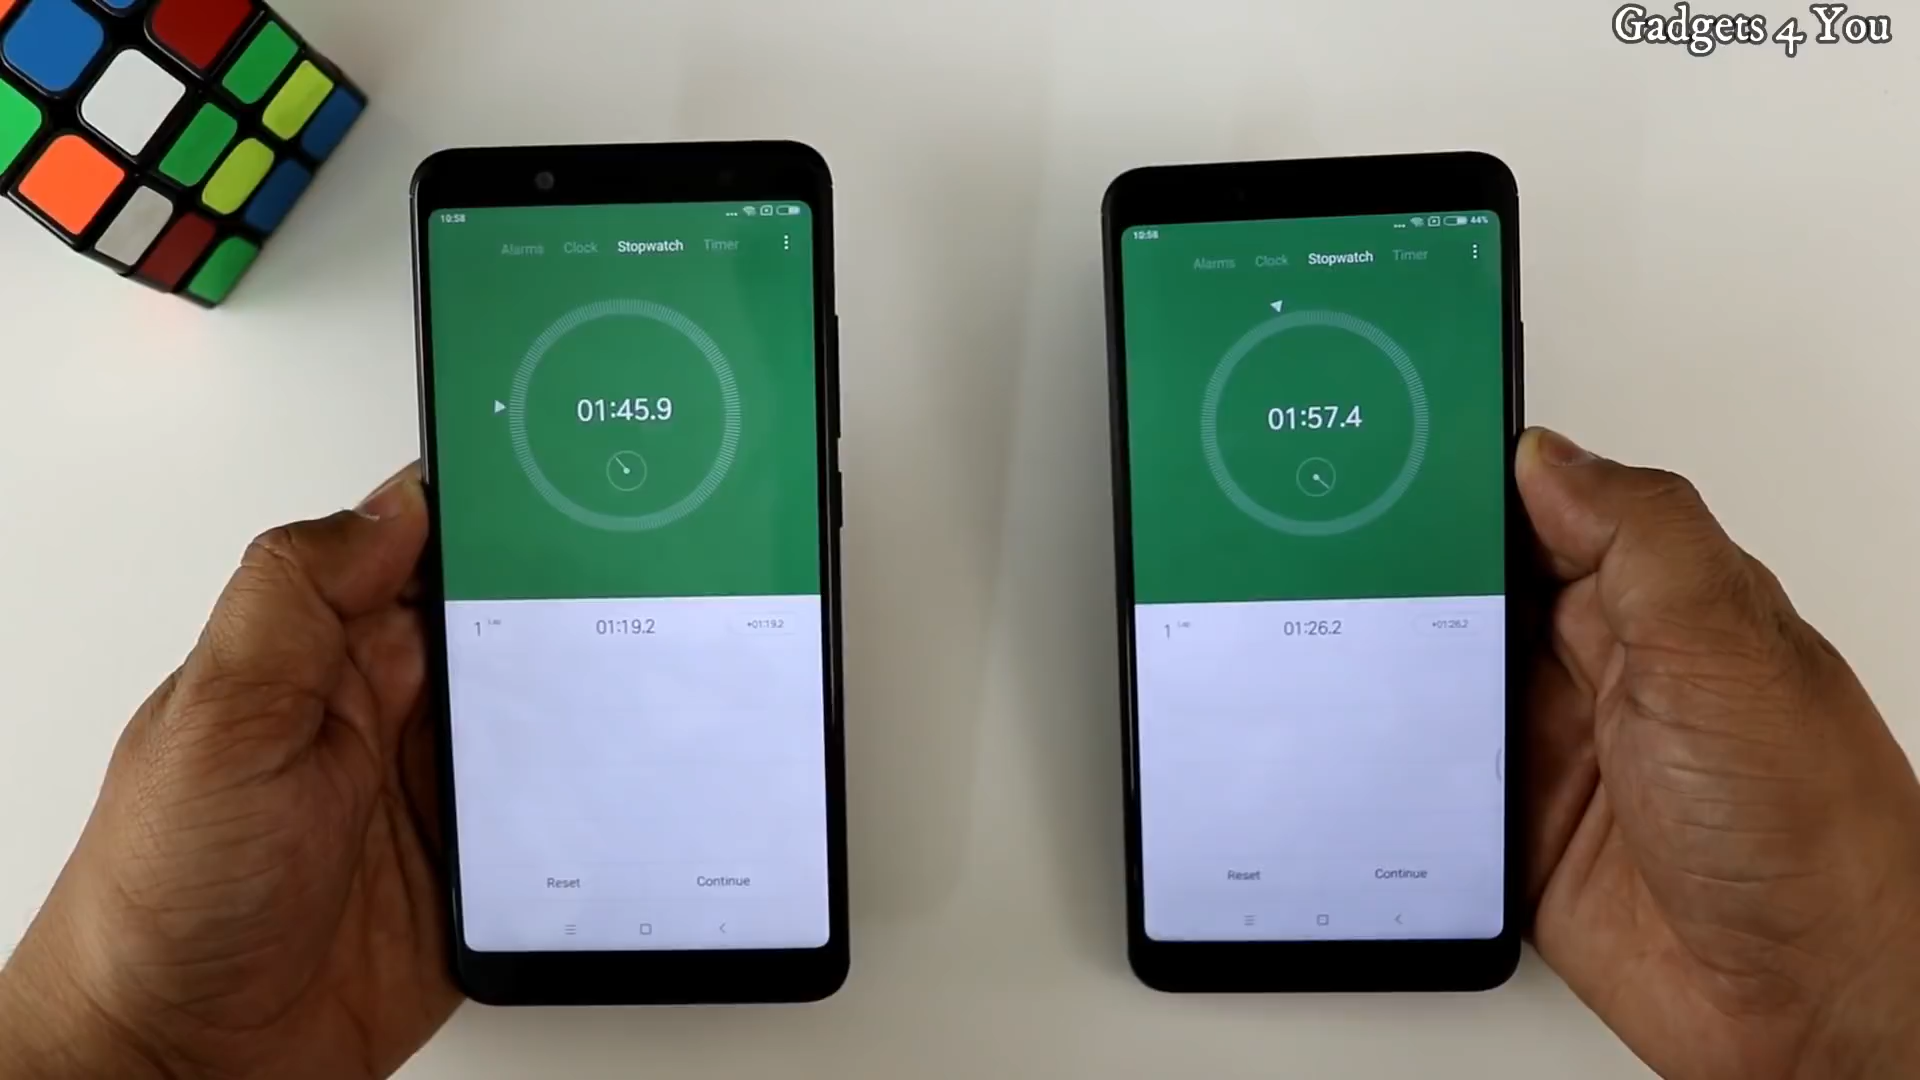 Gadgets 4 You
10:58
Alarms Clock Stopwatch Timer
01:45.9
1 01:19.2 +01:19.2
Reset Continue
10:58 44%
Alarms Clock Stopwatch Timer
01:57.4
1 01:26.2 +01:26.2
Reset Continue